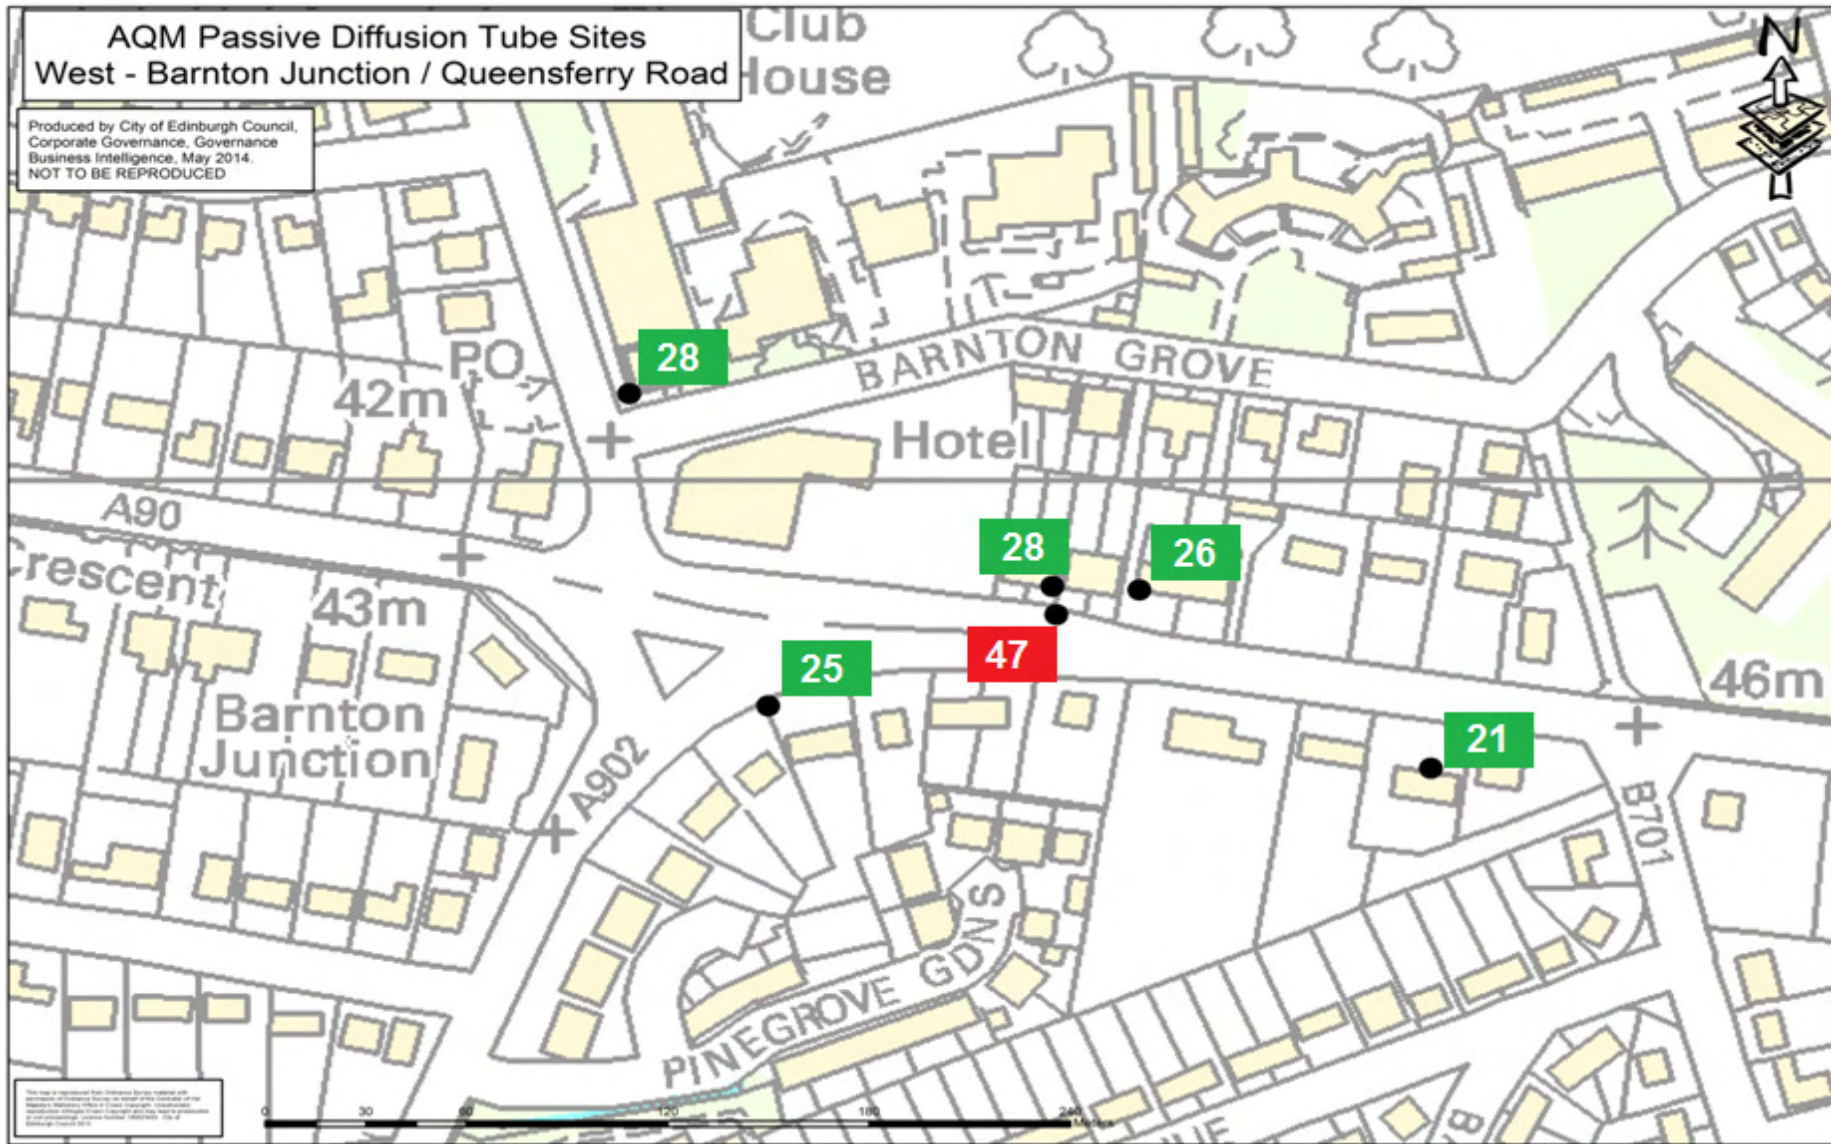 AQM Passive Diffusion Tube Sites
West - Barnton Junction / Queensferry Road
Club
House
N
Produced by City of Edinburgh Council,
Corporate Governance, Governance
Business Intelligence, May 2014.
NOT TO BE REPRODUCED
28
PO
BARNTON GROVE
42m
Hotel
A90
28
26
Crescent
43m
47
25
46m
Barnton
Junction
21
A902
B701
PINEGROVE GDNS
0 30 60 120 180 240
Meters